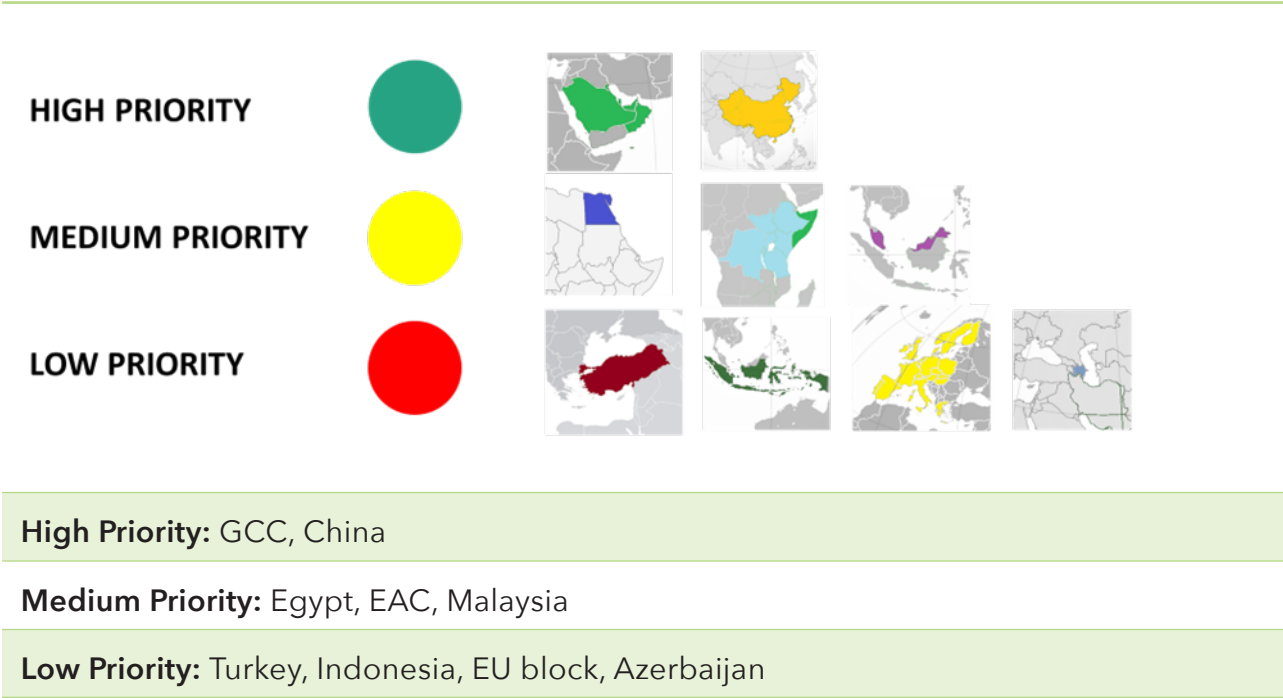 HIGH PRIORITY
MEDIUM PRIORITY
LOW PRIORITY
High Priority: GCC, China
Medium Priority: Egypt, EAC, Malaysia
Low Priority: Turkey, Indonesia, EU block, Azerbaijan